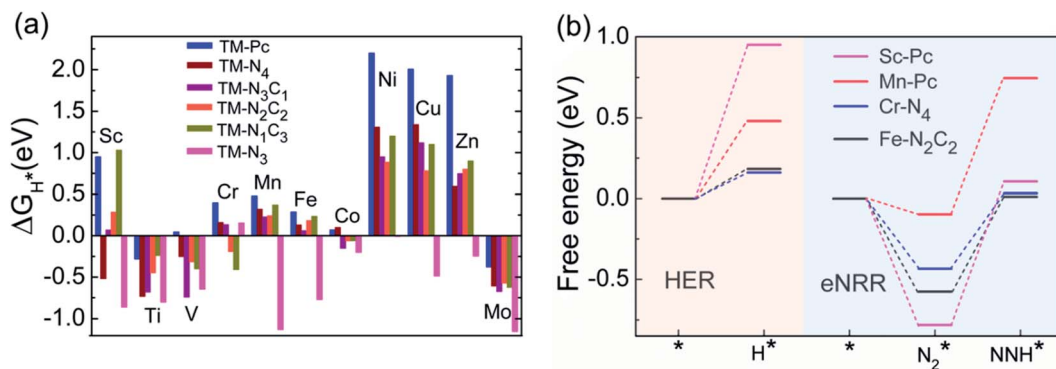 (a)
ΔG_H*(eV)
2.0
1.5
1.0
0.5
0.0
-0.5
-1.0
TM-Pc
TM-N₄
TM-N₃C₁
TM-N₂C₂
TM-N₁C₃
TM-N₃
Sc
Ti
V
Cr
Mn
Fe
Co
Ni
Cu
Zn
Mo
(b)
Free energy (eV)
1.0
0.5
0.0
-0.5
Sc-Pc
Mn-Pc
Cr-N₄
Fe-N₂C₂
HER
eNRR
* H* * N₂* NNH*